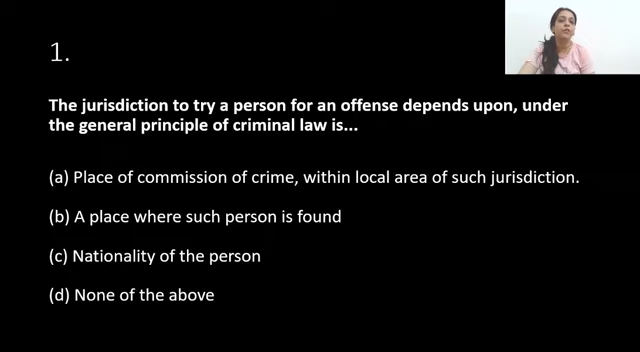 1.
The jurisdiction to try a person for an offense depends upon, under
the general principle of criminal law is...
(a) Place of commission of crime, within local area of such jurisdiction.
(b) A place where such person is found
(c) Nationality of the person
(d) None of the above